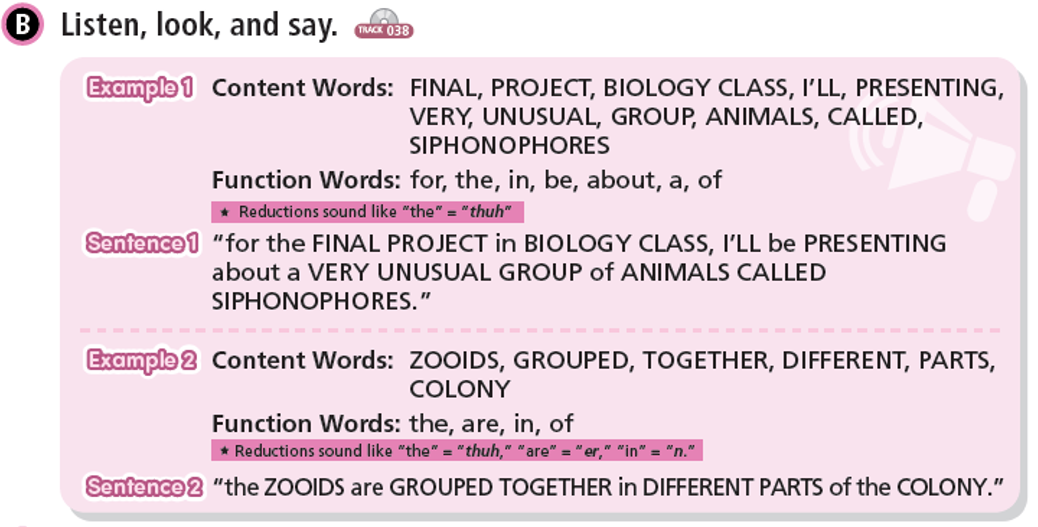 B Listen, look, and say. TRACK 038
Example 1 Content Words: FINAL, PROJECT, BIOLOGY CLASS, I'LL, PRESENTING,
VERY, UNUSUAL, GROUP, ANIMALS, CALLED,
SIPHONOPHORES
Function Words: for, the, in, be, about, a, of
★ Reductions sound like "the" = "thuh"
Sentence 1 "for the FINAL PROJECT in BIOLOGY CLASS, I'LL be PRESENTING
about a VERY UNUSUAL GROUP of ANIMALS CALLED
SIPHONOPHORES."
Example 2 Content Words: ZOOIDS, GROUPED, TOGETHER, DIFFERENT, PARTS,
COLONY
Function Words: the, are, in, of
★ Reductions sound like "the" = "thuh," "are" = "er," "in" = "n."
Sentence 2 "the ZOOIDS are GROUPED TOGETHER in DIFFERENT PARTS of the COLONY."